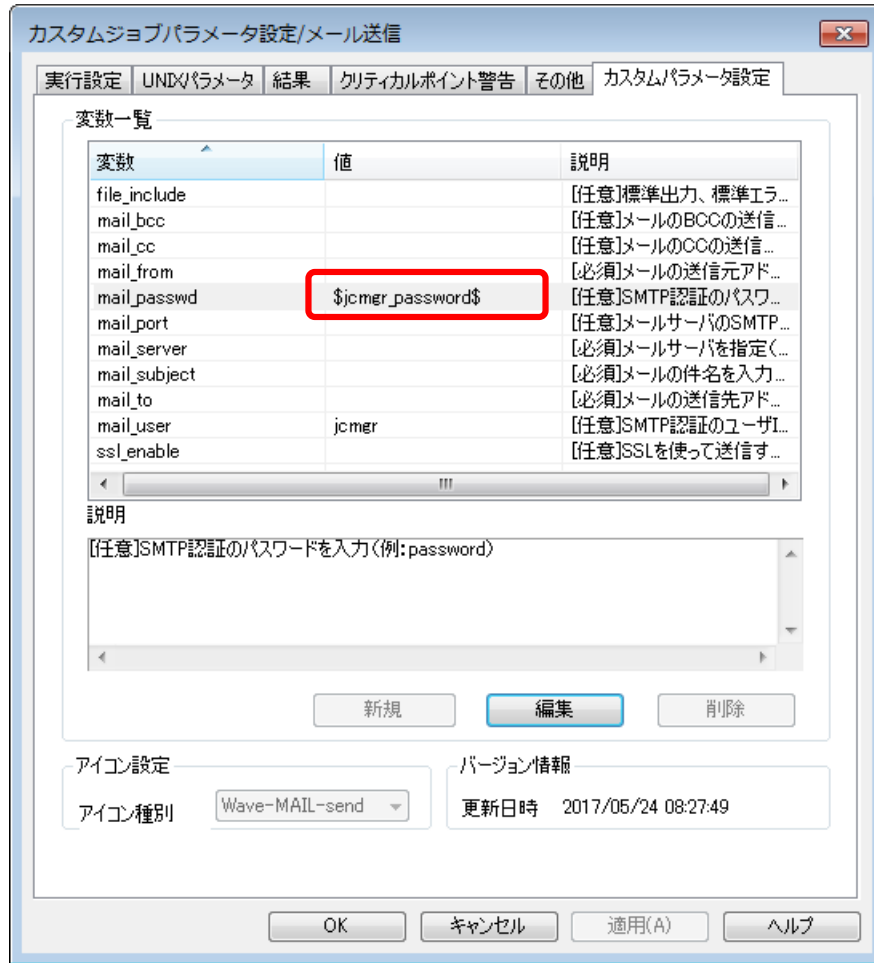 カスタムジョブパラメータ設定/メール送信
実行設定 UNIXパラメータ 結果 クリティカルポイント警告 その他 カスタムパラメータ設定
変数一覧
変数 値 説明
file_include [任意]標準出力、標準エラ...
mail_bcc [任意]メールのBCCの送信...
mail_cc [任意]メールのCCの送信...
mail_from [必須]メールの送信元アド...
mail_passwd $jcmgr_password$ [任意]SMTP認証のパスワ...
mail_port [任意]メールサーバのSMTP...
mail_server [必須]メールサーバを指定(...
mail_subject [必須]メールの件名を入力...
mail_to [必須]メールの送信先アド...
mail_user jcmgr [任意]SMTP認証のユーザI...
ssl_enable [任意]SSLを使って送信す...
説明
[任意]SMTP認証のパスワードを入力(例:password)
新規 編集 削除
アイコン設定 バージョン情報
アイコン種別 Wave-MAIL-send 更新日時 2017/05/24 08:27:49
OK キャンセル 適用(A) ヘルプ